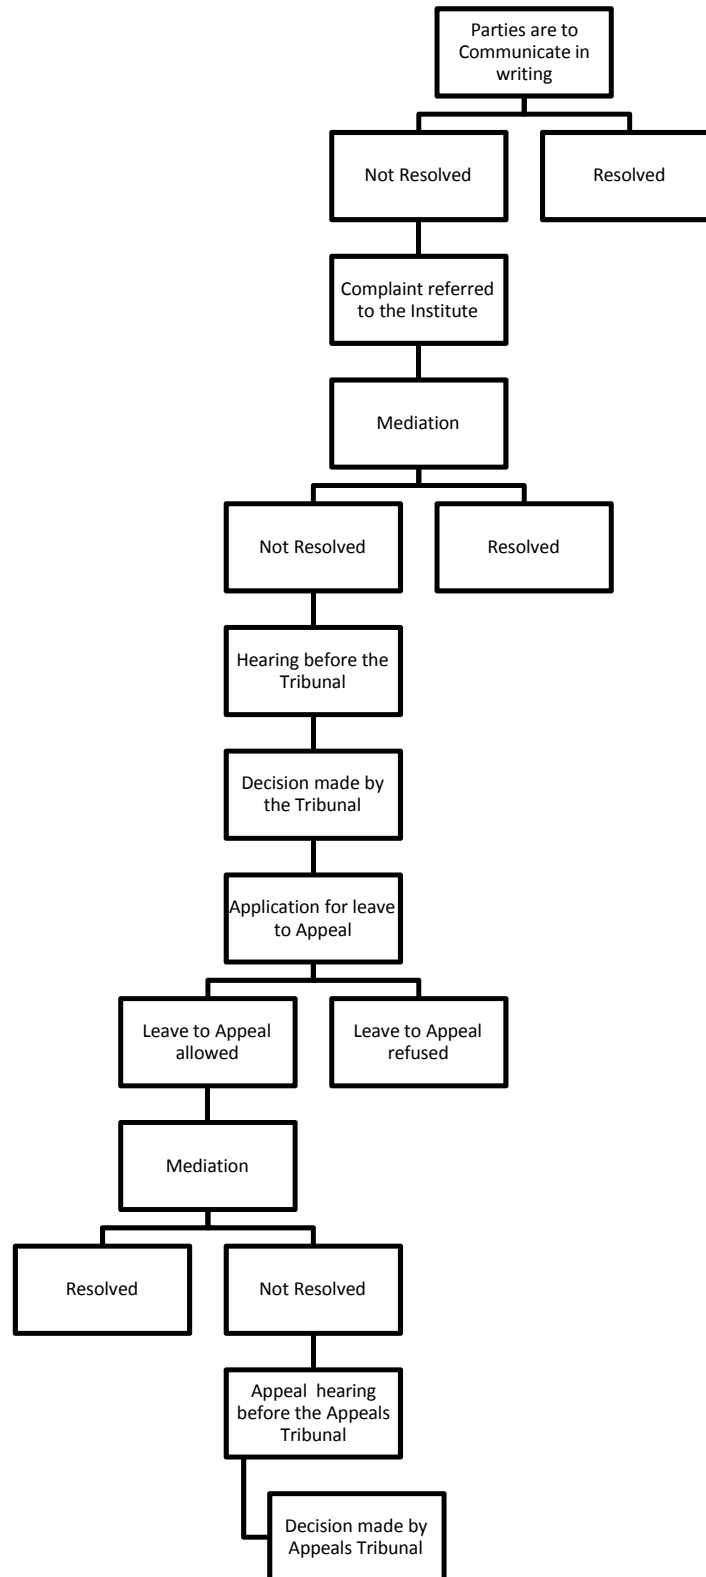 Parties are to
Communicate in
writing
Not Resolved
Resolved
Complaint referred
to the Institute
Mediation
Not Resolved
Resolved
Hearing before the
Tribunal
Decision made by
the Tribunal
Application for leave
to Appeal
Leave to Appeal
allowed
Leave to Appeal
refused
Mediation
Resolved
Not Resolved
Appeal  hearing
before the Appeals
Tribunal
Decision made by
Appeals Tribunal